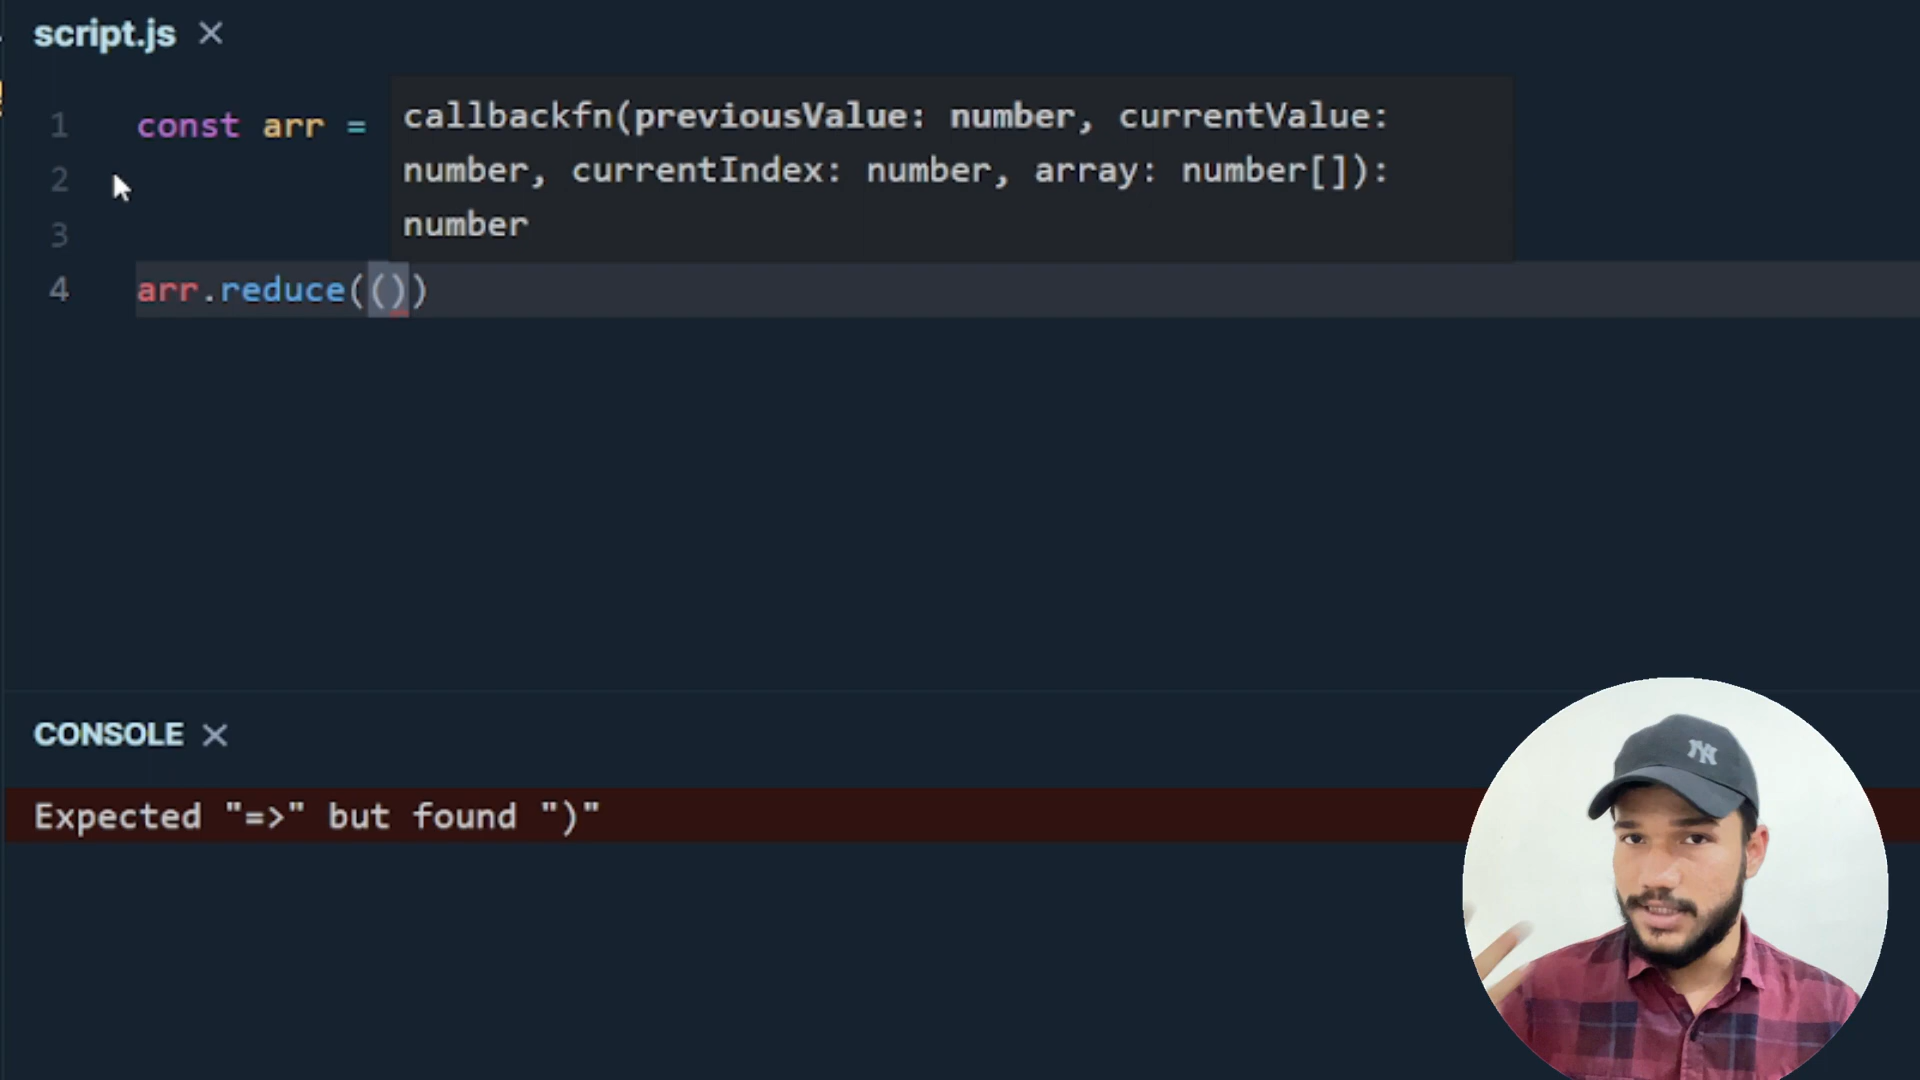 script.js ×
1 const arr =
callbackfn(previousValue: number, currentValue:
number, currentIndex: number, array: number[]):
number
2
3
4 arr.reduce(())
CONSOLE ×
Expected "=>" but found ")"
NY